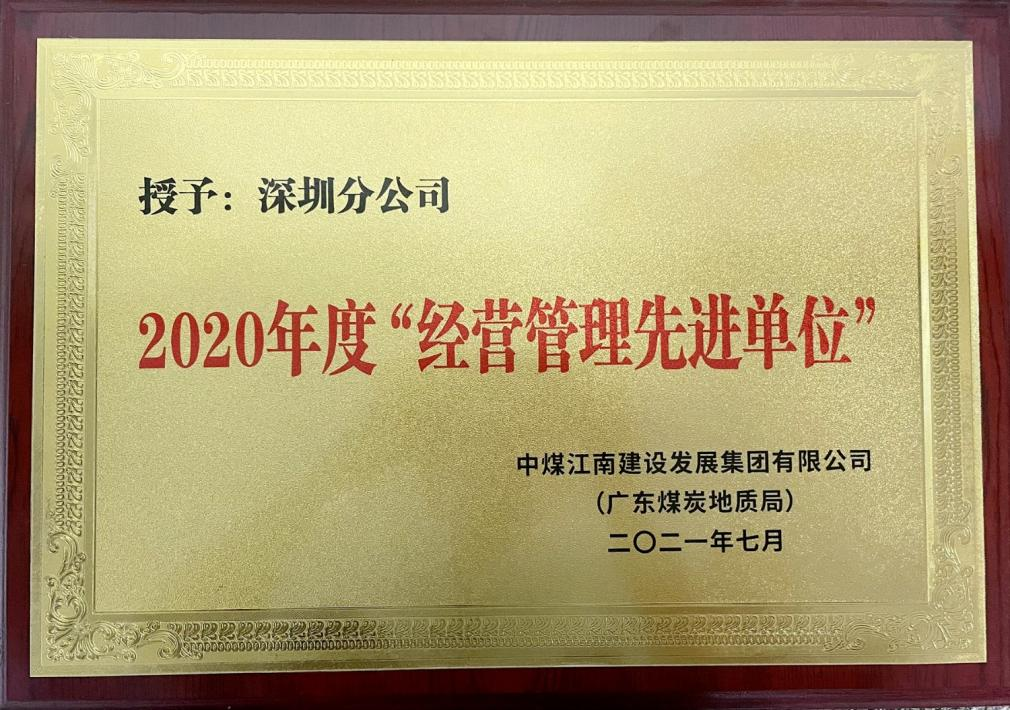 授予：深圳分公司
2020年度“经营管理先进单位”
中煤江南建设发展集团有限公司
（广东煤炭地质局）
二〇二一年七月